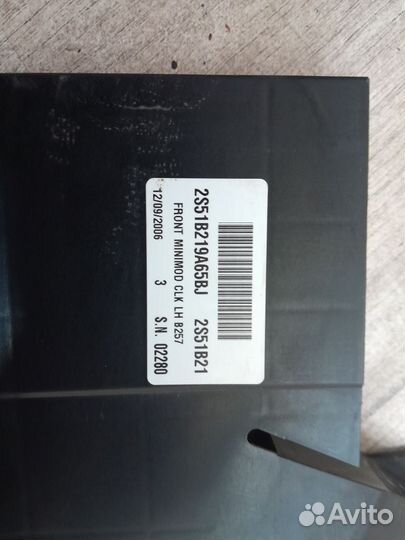 2S51B219A65BJ 2S51B21
FRONT MINIMOD CLK LH B257
12/09/2006 3 S.N. 02280
Avito